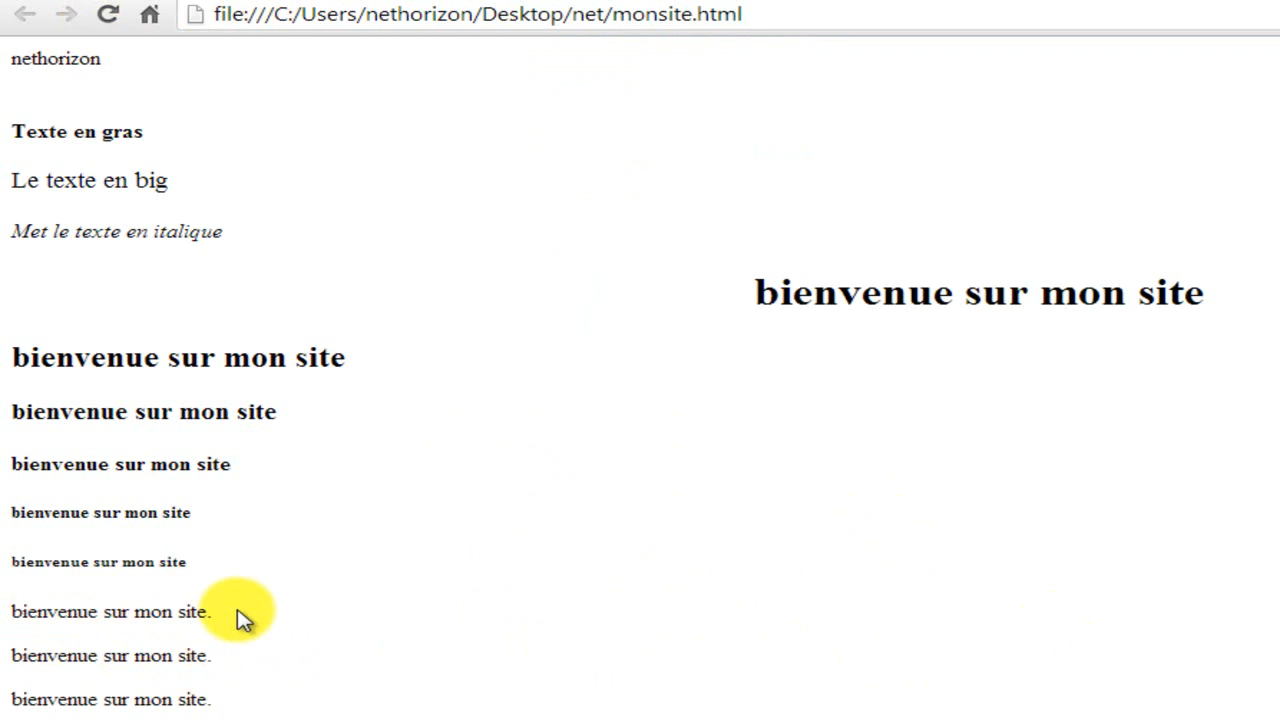 file:///C:/Users/nethorizon/Desktop/net/monsite.html
nethorizon
Texte en gras
Le texte en big
Met le texte en italique
bienvenue sur mon site
bienvenue sur mon site
bienvenue sur mon site
bienvenue sur mon site
bienvenue sur mon site
bienvenue sur mon site
bienvenue sur mon site.
bienvenue sur mon site.
bienvenue sur mon site.